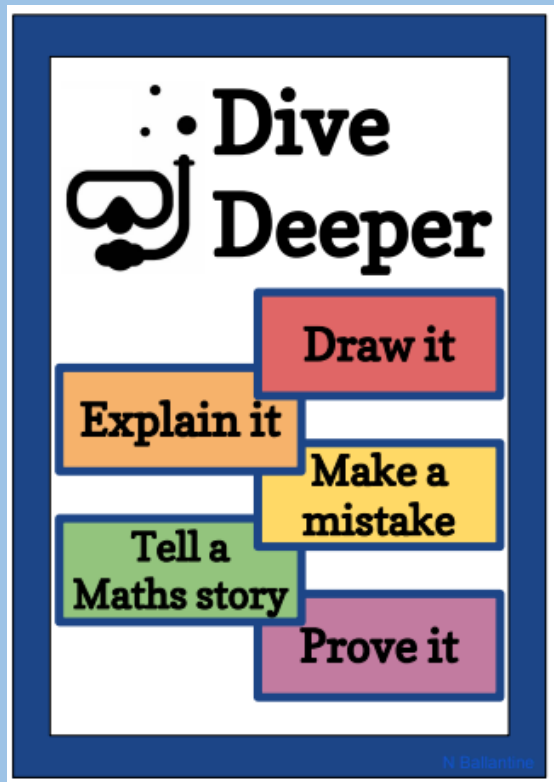 Dive
Deeper
Draw it
Explain it
Make a
mistake
Tell a
Maths story
Prove it
N Ballantine